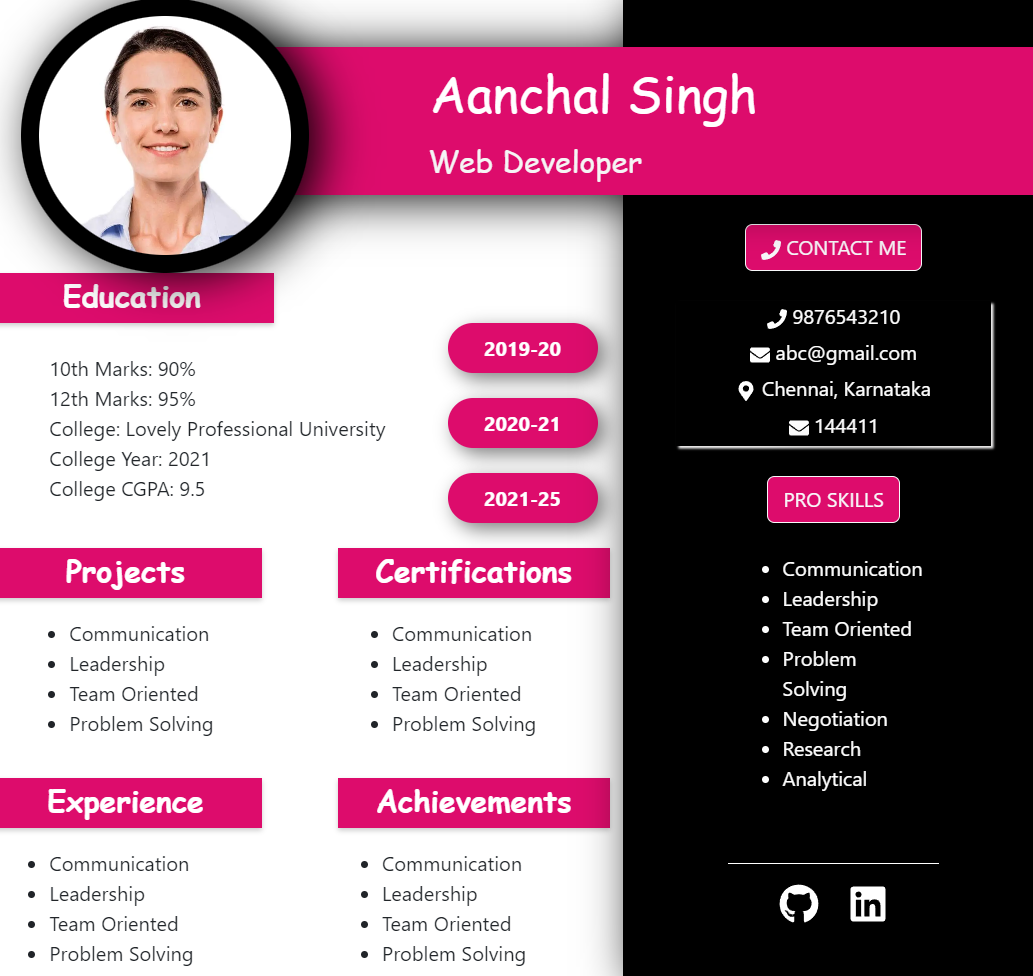 Aanchal Singh
Web Developer
Education
10th Marks: 90%
12th Marks: 95%
College: Lovely Professional University
College Year: 2021
College CGPA: 9.5
2019-20
2020-21
2021-25
Projects
Communication
Leadership
Team Oriented
Problem Solving
Certifications
Communication
Leadership
Team Oriented
Problem Solving
Experience
Communication
Leadership
Team Oriented
Problem Solving
Achievements
Communication
Leadership
Team Oriented
Problem Solving
CONTACT ME
9876543210
abc@gmail.com
Chennai, Karnataka
144411
PRO SKILLS
Communication
Leadership
Team Oriented
Problem
Solving
Negotiation
Research
Analytical
in